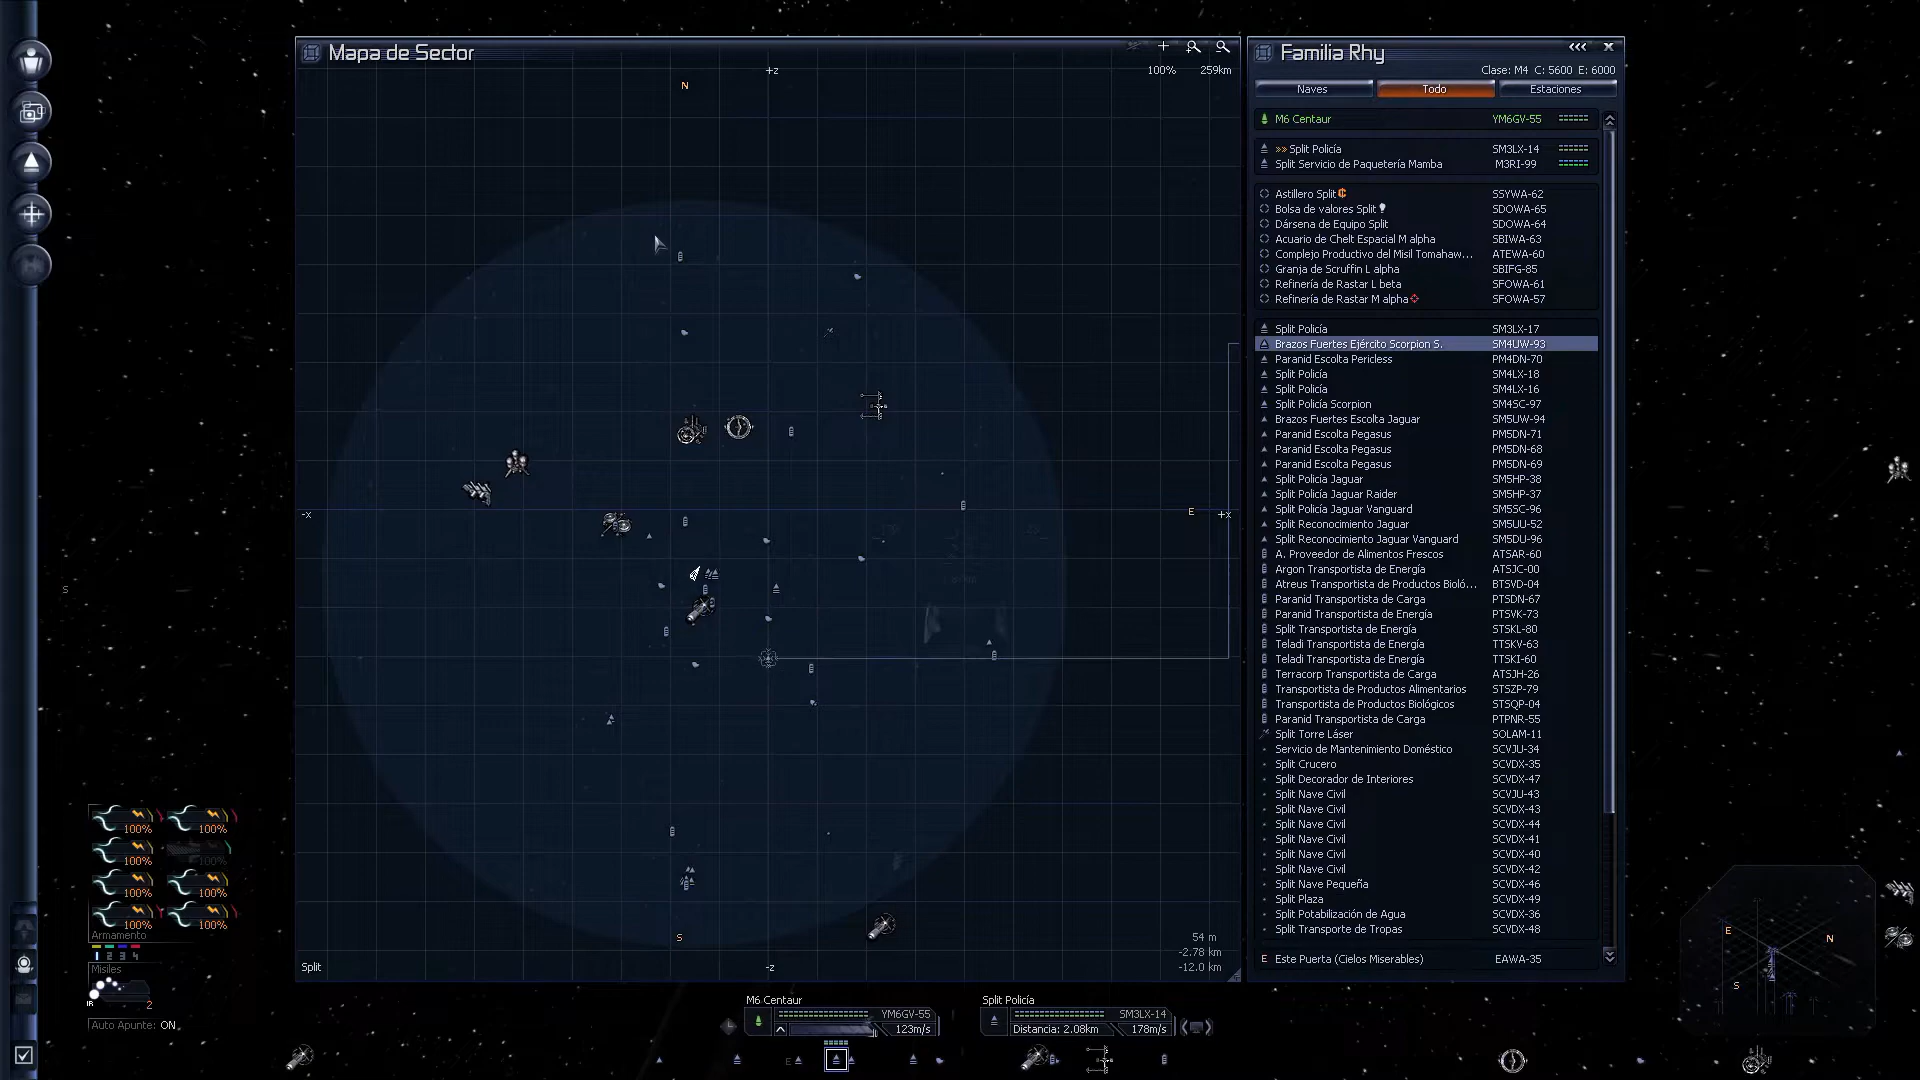 Mapa de Sector
100%
259km
+z
N
-x
E
+x
S
S
Split
-z
54 m
-2.78 km
-12.0 km
Familia Rhy
Clase: M4 C: 5600 E: 6000
Naves
Todo
Estaciones
M6 Centaur YM6GV-55
>> Split Policía SM3LX-14
Split Servicio de Paquetería Mamba M3RI-99
Astillero Split SSYWA-62
Bolsa de valores Split SDOWA-65
Dársena de Equipo Split SDOWA-64
Acuario de Chelt Espacial M alpha SBIWA-63
Complejo Productivo del Misil Tomahaw... ATEWA-60
Granja de Scruffin L alpha SBIFG-85
Refinería de Rastar L beta SFOWA-61
Refinería de Rastar M alpha SFOWA-57
Split Policía SM3LX-17
Brazos Fuertes Ejército Scorpion S. SM4UW-93
Paranid Escolta Pericless PM4DN-70
Split Policía SM4LX-18
Split Policía SM4LX-16
Split Policía Scorpion SM4SC-97
Brazos Fuertes Escolta Jaguar SM5UW-94
Paranid Escolta Pegasus PM5DN-71
Paranid Escolta Pegasus PM5DN-68
Paranid Escolta Pegasus PM5DN-69
Split Policía Jaguar SM5HP-38
Split Policía Jaguar Raider SM5HP-37
Split Policía Jaguar Vanguard SM5SC-96
Split Reconocimiento Jaguar SM5UU-52
Split Reconocimiento Jaguar Vanguard SM5DU-96
A. Proveedor de Alimentos Frescos ATSAR-60
Argon Transportista de Energía ATSJC-00
Atreus Transportista de Productos Bioló... BTSVD-04
Paranid Transportista de Carga PTSDN-67
Paranid Transportista de Energía PTSVK-73
Split Transportista de Energía STSKL-80
Teladi Transportista de Energía TTSKV-63
Teladi Transportista de Energía TTSKI-60
Terracorp Transportista de Carga ATSJH-26
Transportista de Productos Alimentarios STSZP-79
Transportista de Productos Biológicos STSQP-04
Paranid Transportista de Carga PTPNR-55
Split Torre Láser SOLAM-11
Servicio de Mantenimiento Doméstico SCVJU-34
Split Crucero SCVDX-35
Split Decorador de Interiores SCVDX-47
Split Nave Civil SCVJU-43
Split Nave Civil SCVDX-43
Split Nave Civil SCVDX-44
Split Nave Civil SCVDX-41
Split Nave Civil SCVDX-40
Split Nave Civil SCVDX-42
Split Nave Pequeña SCVDX-46
Split Plaza SCVDX-49
Split Potabilización de Agua SCVDX-36
Split Transporte de Tropas SCVDX-48
E Este Puerta (Cielos Miserables) EAWA-35
100% 100%
100% 100%
100% 100%
100% 100%
Armamento
1 2 3 4
Misiles
IR 2
Auto Apunte: ON
M6 Centaur
YM6GV-55
123m/s
Split Policía
SM3LX-14
Distancia: 2.08km 178m/s
E
E
N
S